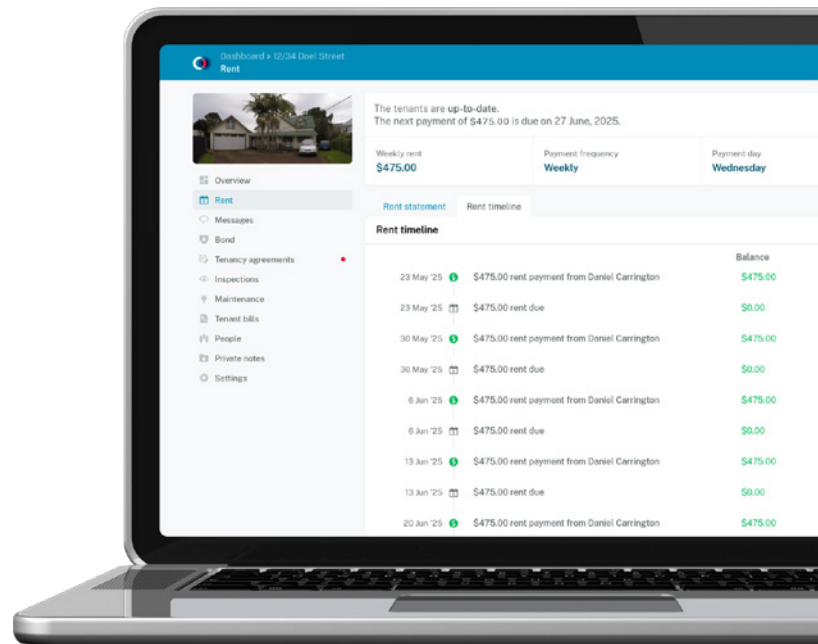 Dashboard > 12/34 Doel Street
Rent
The tenants are up-to-date.
The next payment of $475.00 is due on 27 June, 2025.
Weekly rent
$475.00
Payment frequency
Weekly
Payment day
Wednesday
Overview
Rent
Messages
Bond
Tenancy agreements
Inspections
Maintenance
Tenant bills
People
Private notes
Settings
Rent statement
Rent timeline
Rent timeline
Balance
23 May '25 $475.00 rent payment from Daniel Carrington $475.00
23 May '25 $475.00 rent due $0.00
30 May '25 $475.00 rent payment from Daniel Carrington $475.00
30 May '25 $475.00 rent due $0.00
6 Jun '25 $475.00 rent payment from Daniel Carrington $475.00
6 Jun '25 $475.00 rent due $0.00
13 Jun '25 $475.00 rent payment from Daniel Carrington $475.00
13 Jun '25 $475.00 rent due $0.00
20 Jun '25 $475.00 rent payment from Daniel Carrington $475.00